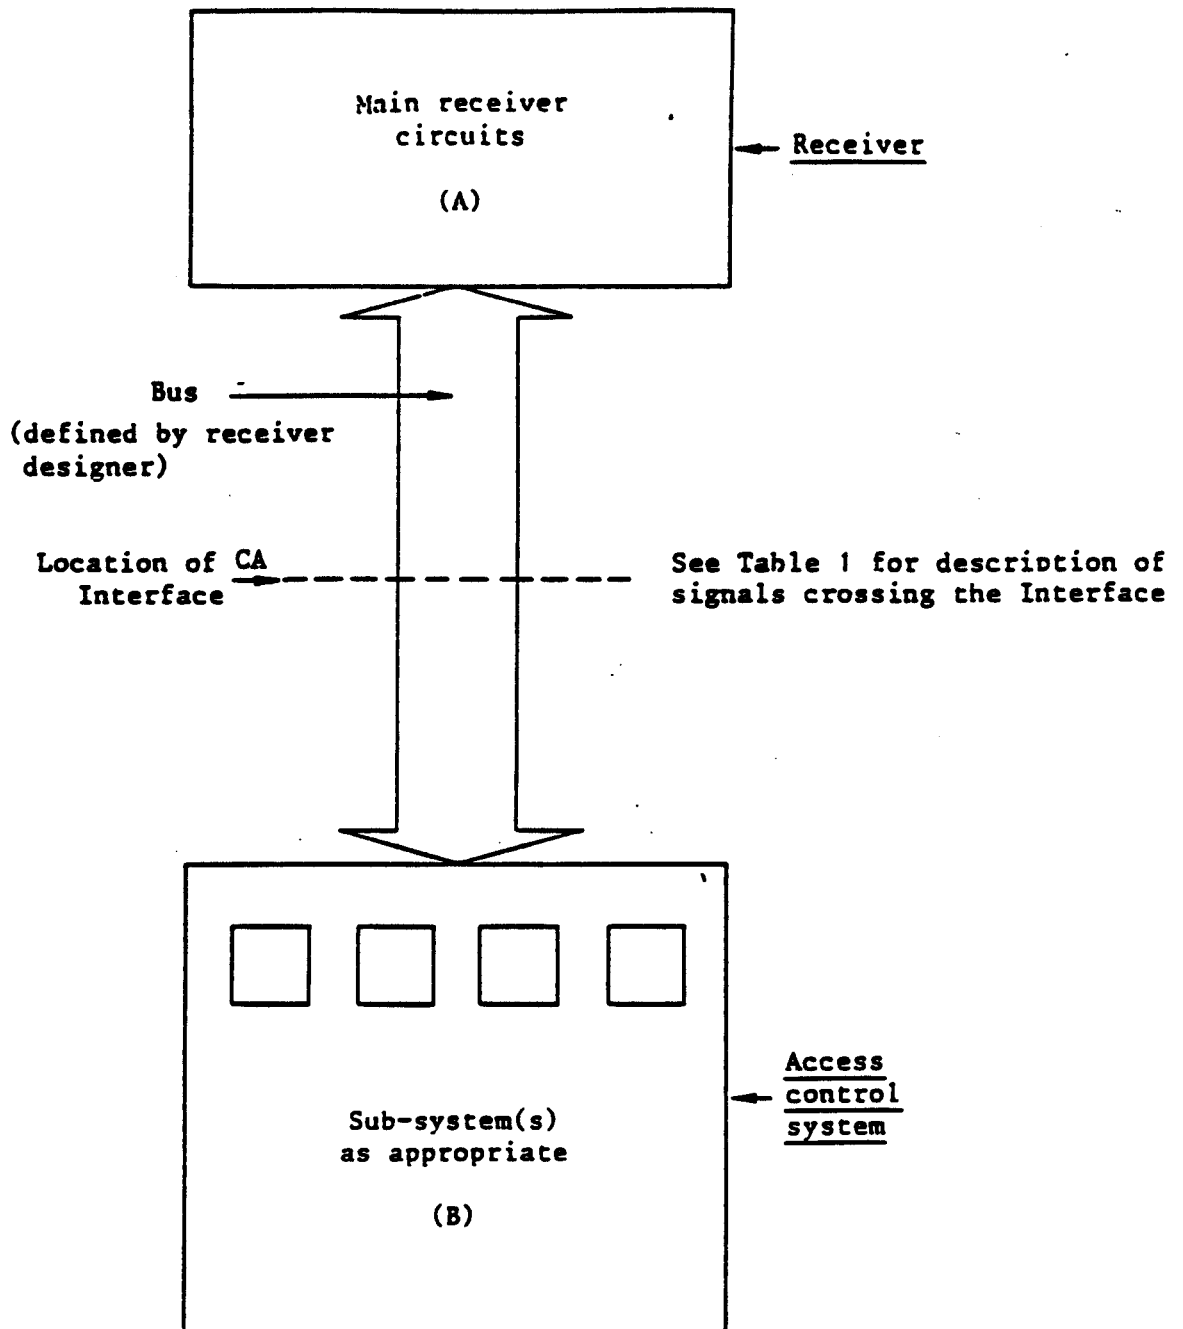 Main receiver
circuits
(A)
Receiver
Bus
(defined by receiver
designer)
Location of CA
Interface
See Table 1 for description of
signals crossing the Interface
Sub-system(s)
as appropriate
(B)
Access
control
system